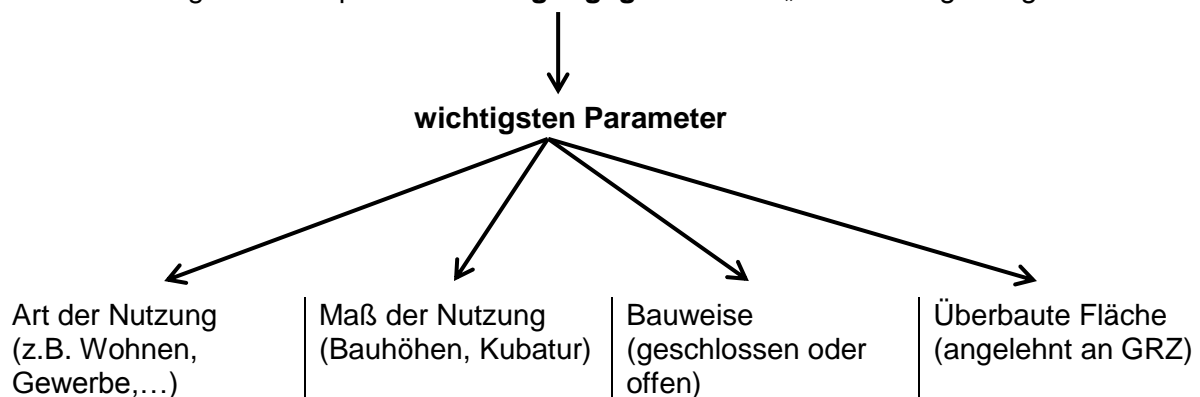 wichtigsten Parameter
Art der Nutzung
(z.B. Wohnen,
Gewerbe,…)
Maß der Nutzung
(Bauhöhen, Kubatur)
Bauweise
(geschlossen oder
offen)
Überbaute Fläche
(angelehnt an GRZ)